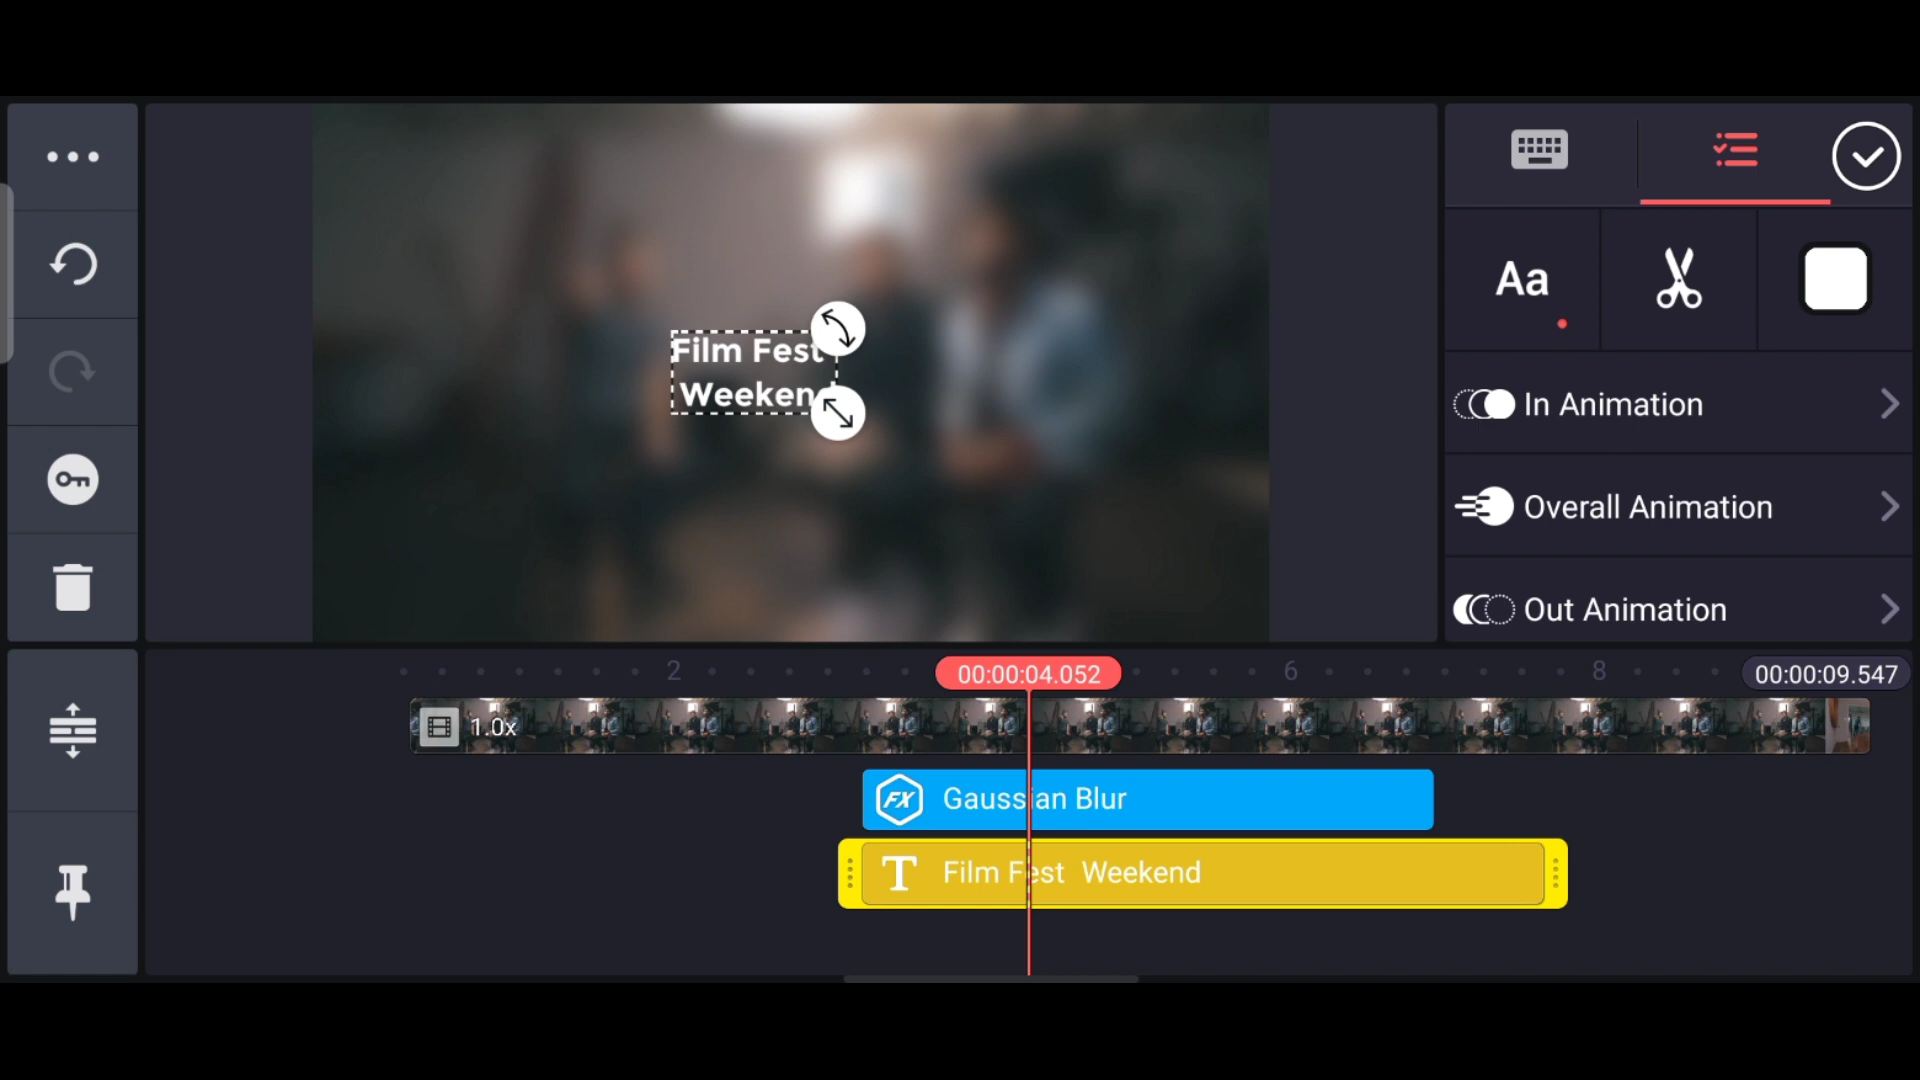 Film Fest
Weekend
Aa
In Animation
Overall Animation
Out Animation
2
00:00:04.052
6
8
00:00:09.547
1.0x
FX Gaussian Blur
T Film Fest Weekend